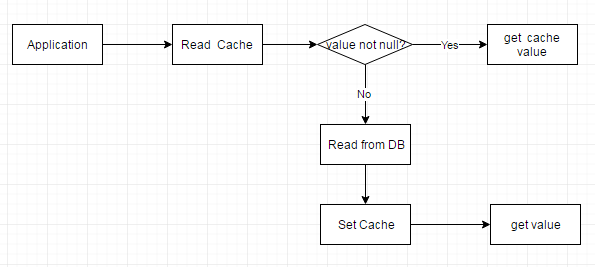 Application
Read Cache
value not null?
Yes
get cache
value
No
Read from DB
Set Cache
get value